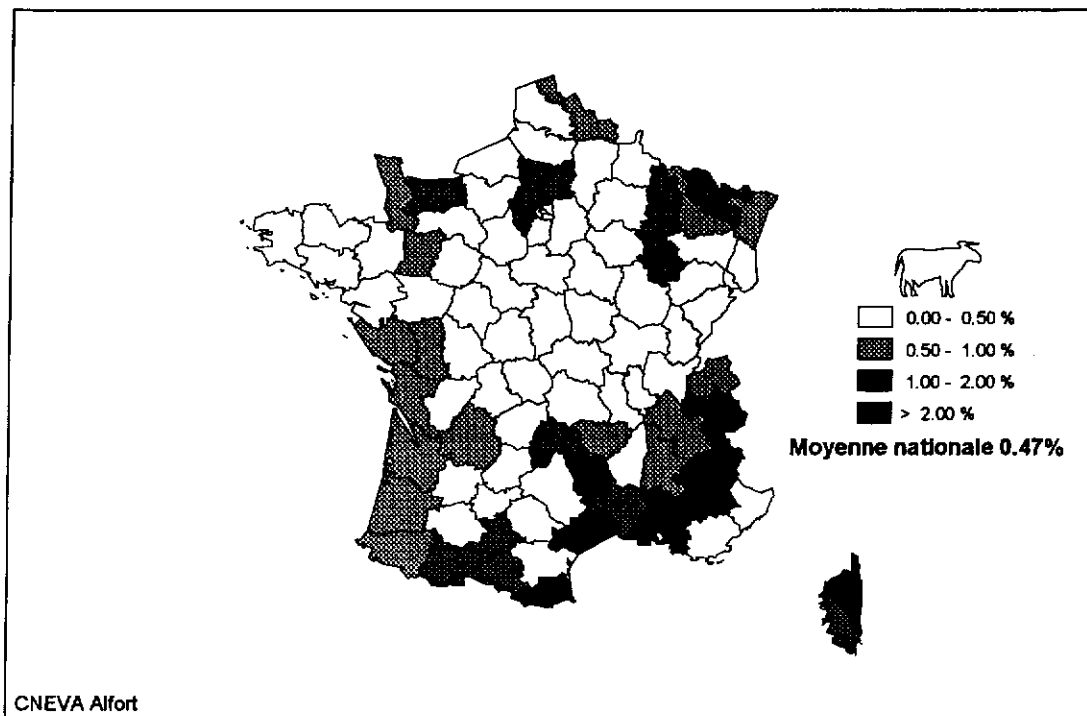 0.00 - 0.50 %
0.50 - 1.00 %
1.00 - 2.00 %
> 2.00 %
Moyenne nationale 0.47%
CNEVA Alfort